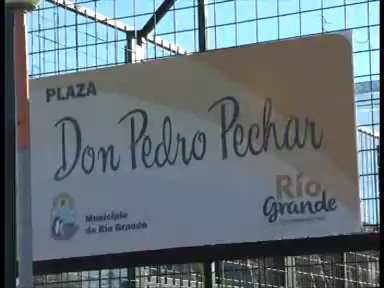 PLAZA
Don Pedro Pechar
Municipio
de Río Grande
Río
Grande